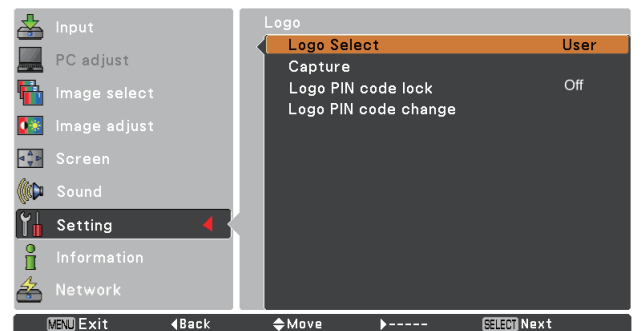 Input
PC adjust
Image select
Image adjust
Screen
Sound
Setting
Information
Network
Logo
Logo Select User
Capture
Logo PIN code lock Off
Logo PIN code change
MENU Exit Back Move ----- SELECT Next